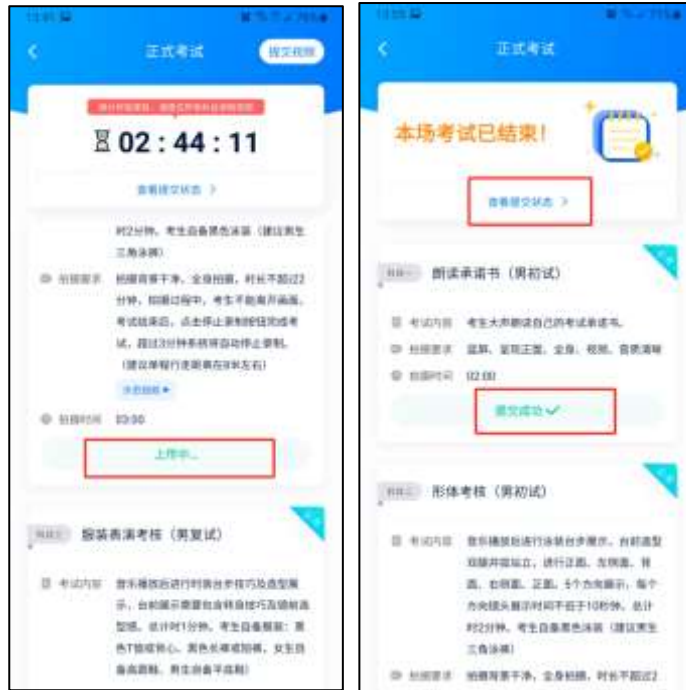 正式考试
提交视频
02：44：11
查看提交状态 >
时2分钟。考生自备黑色泳装（建议男生
三角泳裤）
拍摄要求 拍摄背景干净，全身拍摄，时长不超过2
分钟，拍摄过程中，考生不能离开画面，
考试结束后，点击停止录制按钮完成考
试，超过3分钟系统将自动停止录制。
（建议单程行走距离在8米左右）
拍摄时间 03:00
上传中...
服装表演考核（男复试）
考试内容 音乐播放后进行时装台步技巧及造型展
示，台前展示需要包含转身技巧及镜前造
型感，总计时1分钟。考生自备服装：黑
色T恤或背心、黑色长裤或短裤，女生自
备高跟鞋，男生自备平底鞋）
正式考试
本场考试已结束！
查看提交状态 >
朗读承诺书（男初试）
考试内容 考生大声朗读自己的考试承诺书。
拍摄要求 竖屏、呈现正面、全身、视频、音质清晰
拍摄时间 02:00
提交成功✓
形体考核（男初试）
考试内容 音乐播放后进行泳装台步展示，台前造型
双腿并拢站立，进行正面、左侧面、背
面、右侧面、正面，5个方向展示，每个
方向镜头展示时间不低于10秒钟，总计
时2分钟。考生自备黑色泳装（建议男生
三角泳裤）
拍摄要求 拍摄背景干净，全身拍摄，时长不超过2